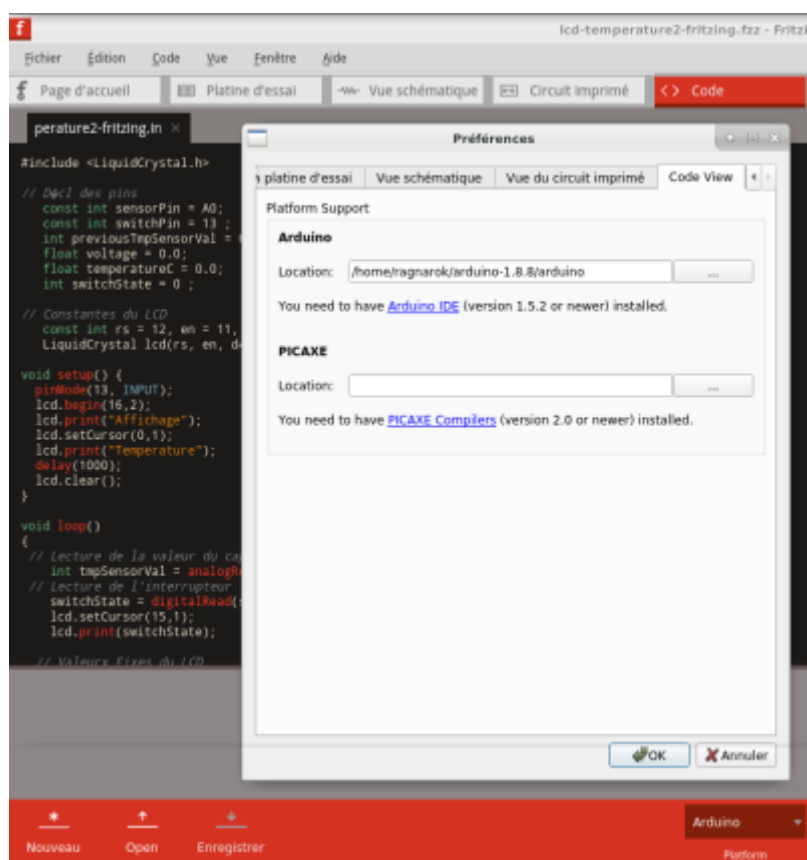 f
lcd-temperature2-fritzing.fzz - Fritzi
Fichier Édition Code Vue Fenêtre Aide
f Page d'accueil Platine d'essai Vue schématique Circuit imprimé <> Code
perature2-fritzing.in ×
#include <LiquidCrystal.h>
// Décl des pins
const int sensorPin = A0;
const int switchPin = 13 ;
int previousTmpSensorVal =
float voltage = 0.0;
float temperatureC = 0.0;
int switchState = 0 ;
// Constantes du LCD
const int rs = 12, en = 11,
LiquidCrystal lcd(rs, en, d
void setup() {
pinMode(13, INPUT);
lcd.begin(16,2);
lcd.print("Affichage");
lcd.setCursor(0,1);
lcd.print("Temperature");
delay(1000);
lcd.clear();
}
void loop()
{
// Lecture de la valeur du cap
int tmpSensorVal = analogR
// Lecture de l'interrupteur
switchState = digitalRead(
lcd.setCursor(15,1);
lcd.print(switchState);
// Valeurx Fixes du LCD
Préférences
platine d'essai Vue schématique Vue du circuit imprimé Code View
Platform Support
Arduino
Location: /home/ragnarok/arduino-1.8.8/arduino ...
You need to have Arduino IDE (version 1.5.2 or newer) installed.
PICAXE
Location: ...
You need to have PICAXE Compilers (version 2.0 or newer) installed.
OK Annuler
Nouveau Open Enregistrer
Arduino
Platform